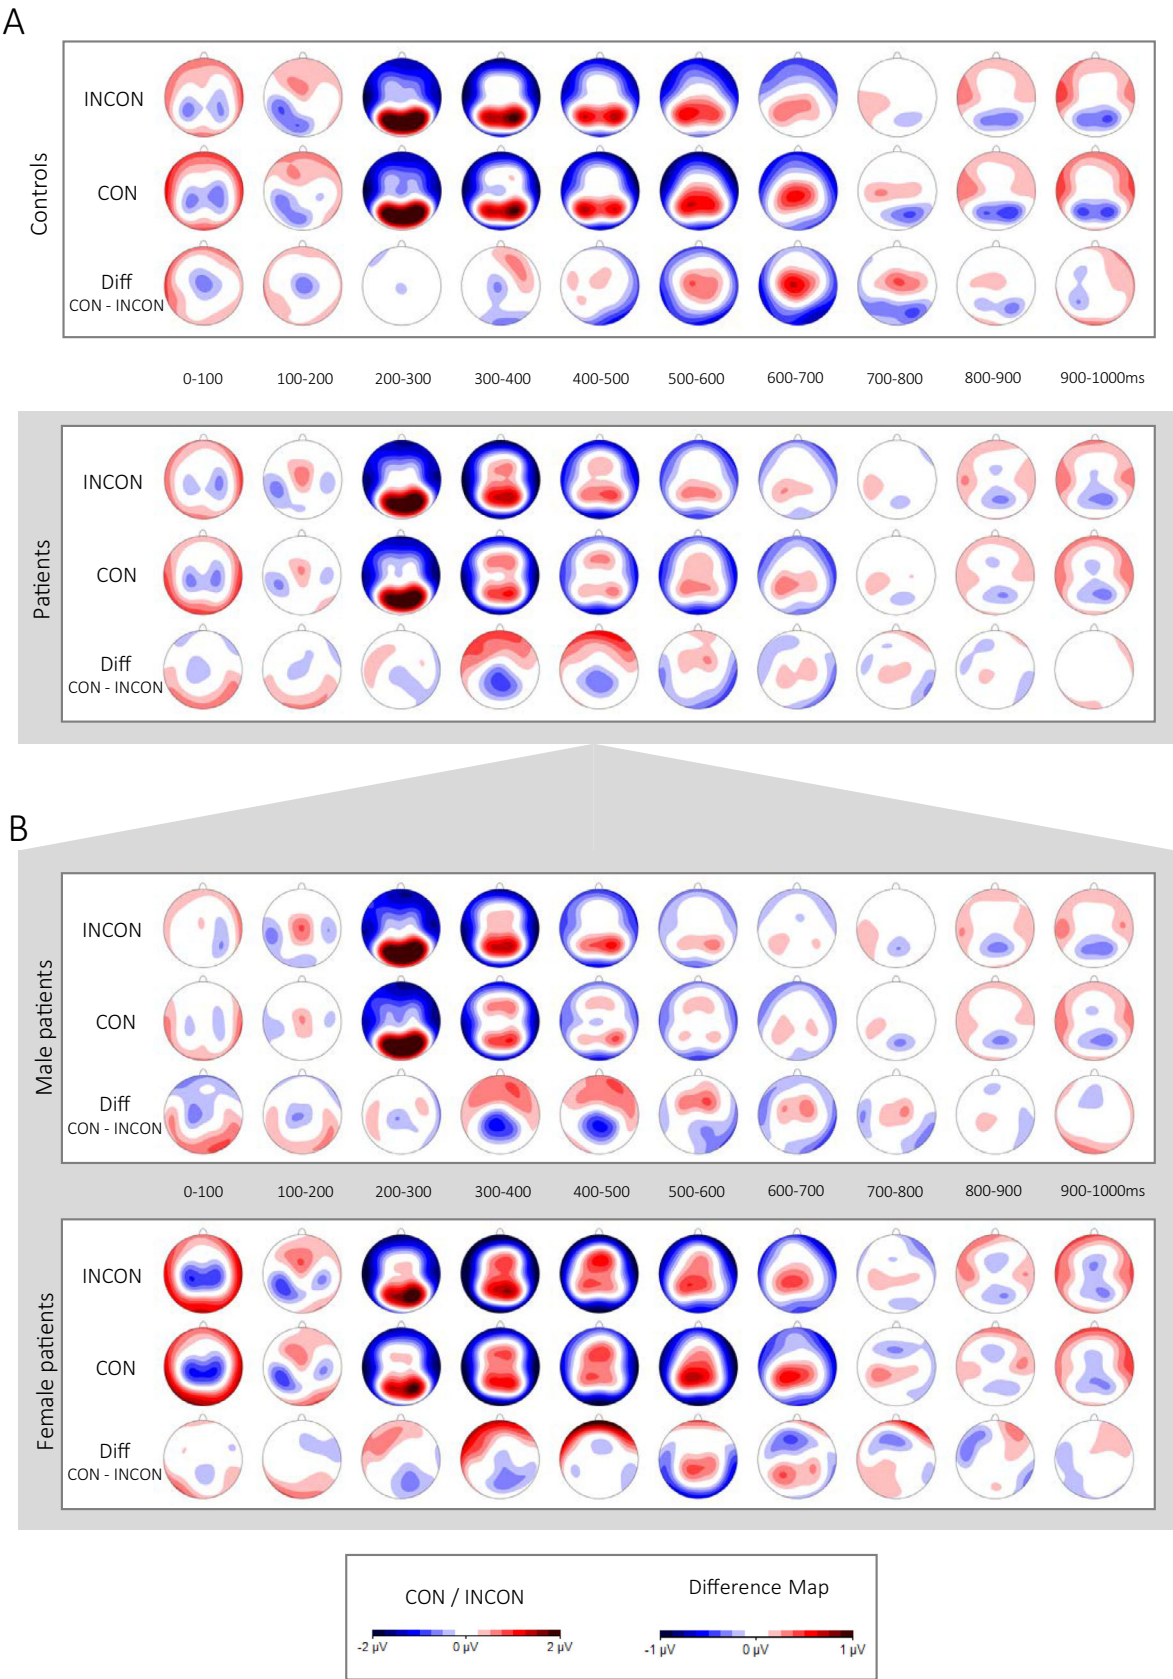 A
Controls
INCON
CON
Diff
CON - INCON
0-100 100-200 200-300 300-400 400-500 500-600 600-700 700-800 800-900 900-1000ms
Patients
INCON
CON
Diff
CON - INCON
B
Male patients
INCON
CON
Diff
CON - INCON
0-100 100-200 200-300 300-400 400-500 500-600 600-700 700-800 800-900 900-1000ms
Female patients
INCON
CON
Diff
CON - INCON
CON / INCON
-2 µV 0 µV 2 µV
Difference Map
-1 µV 0 µV 1 µV